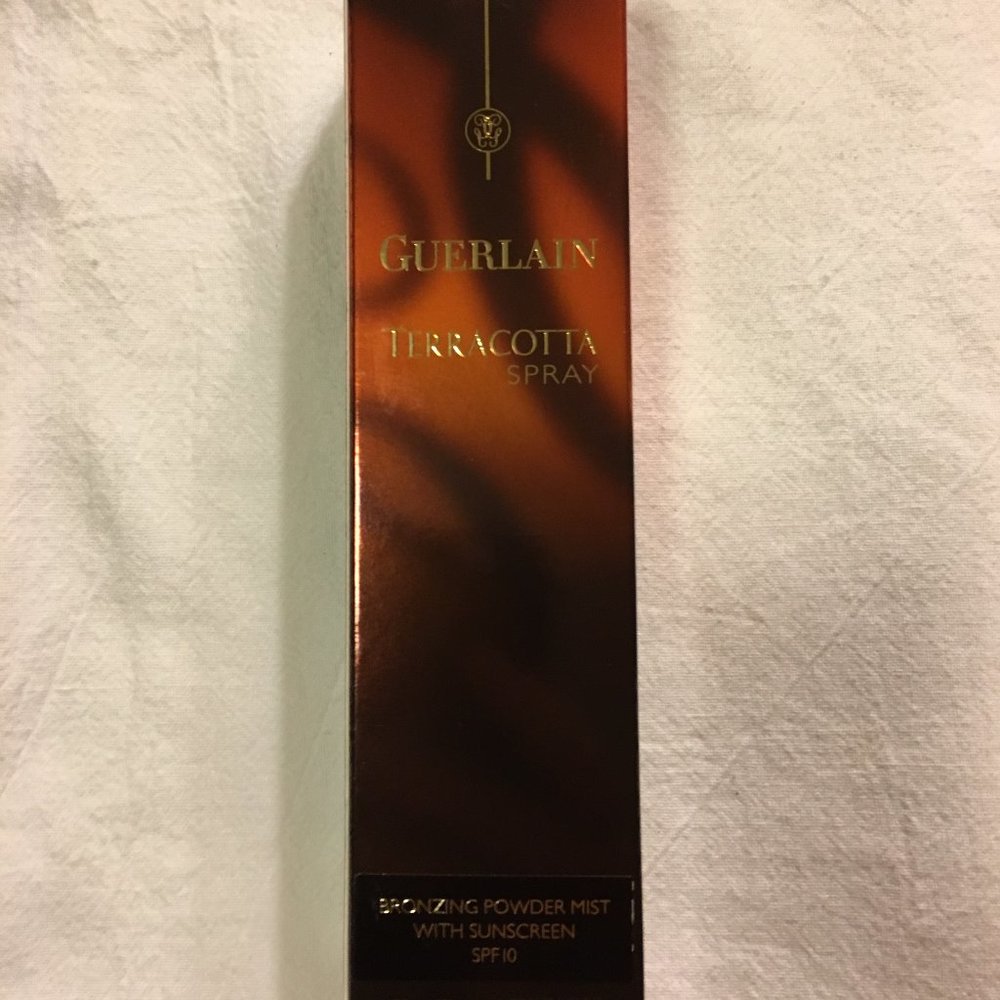 GUERLAIN
TERRACOTTA
SPRAY
BRONZING POWDER MIST
WITH SUNSCREEN
SPF 10